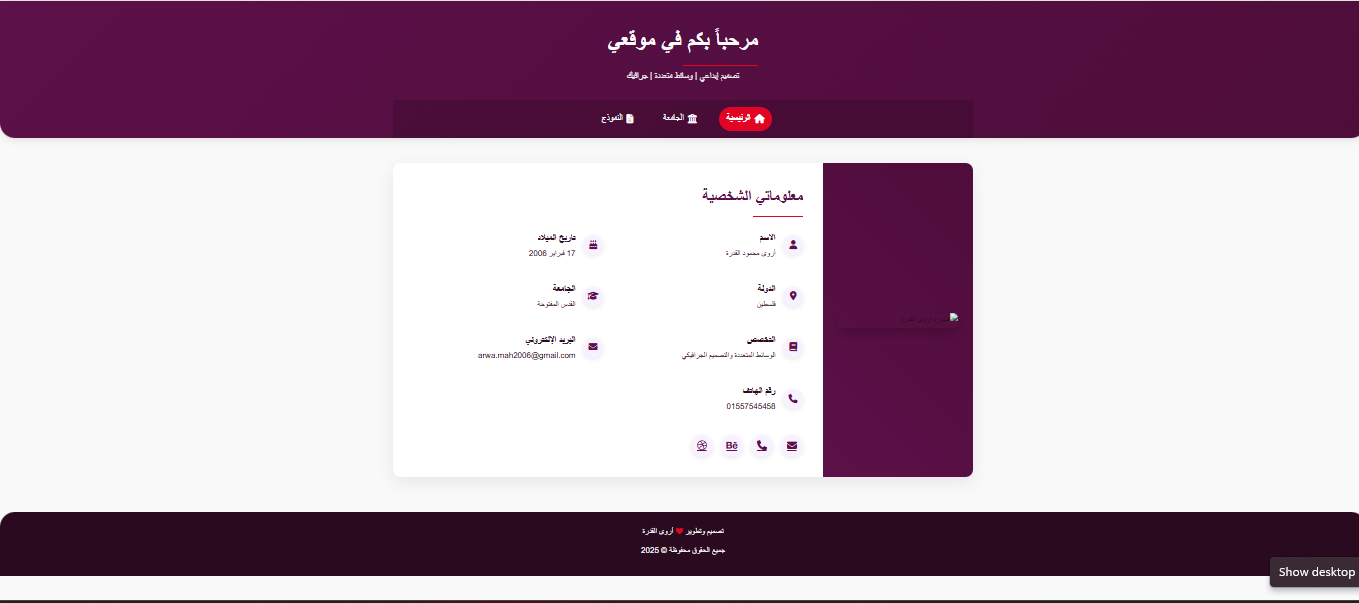 مرحباً بكم في موقعي
تصميم إبداعي | وسائط متعددة | جرافيك
الرئيسية
الجامعة
النموذج
معلوماتي الشخصية
الاسم
أروى محمود القدرة
تاريخ الميلاد
17 فبراير 2006
الدولة
فلسطين
الجامعة
القدس المفتوحة
التخصص
الوسائط المتعددة والتصميم الجرافيكي
البريد الإلكتروني
arwa.mah2006@gmail.com
رقم الهاتف
01557545458
Bē
تصميم وتطوير ❤ أروى القدرة
جميع الحقوق محفوظة © 2025
Show desktop